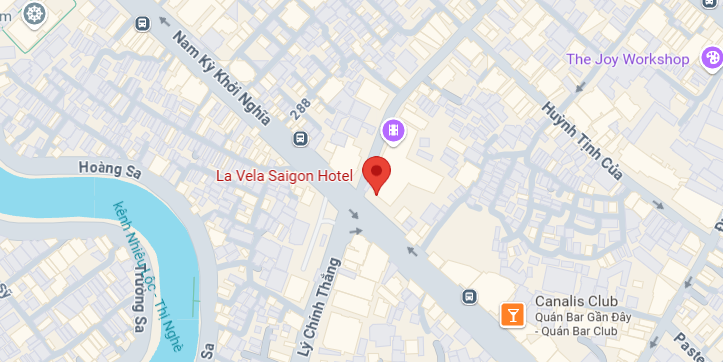 The Joy Workshop
Nam Kỳ Khởi Nghĩa
288
Huỳnh Tịnh Của
Hoàng Sa
La Vela Saigon Hotel
kênh Nhiêu Lộc - Thị Nghè
Trường Sa
Lý Chính Thắng
Sa
Canalis Club
Quán Bar Gần Đây
- Quán Bar Club